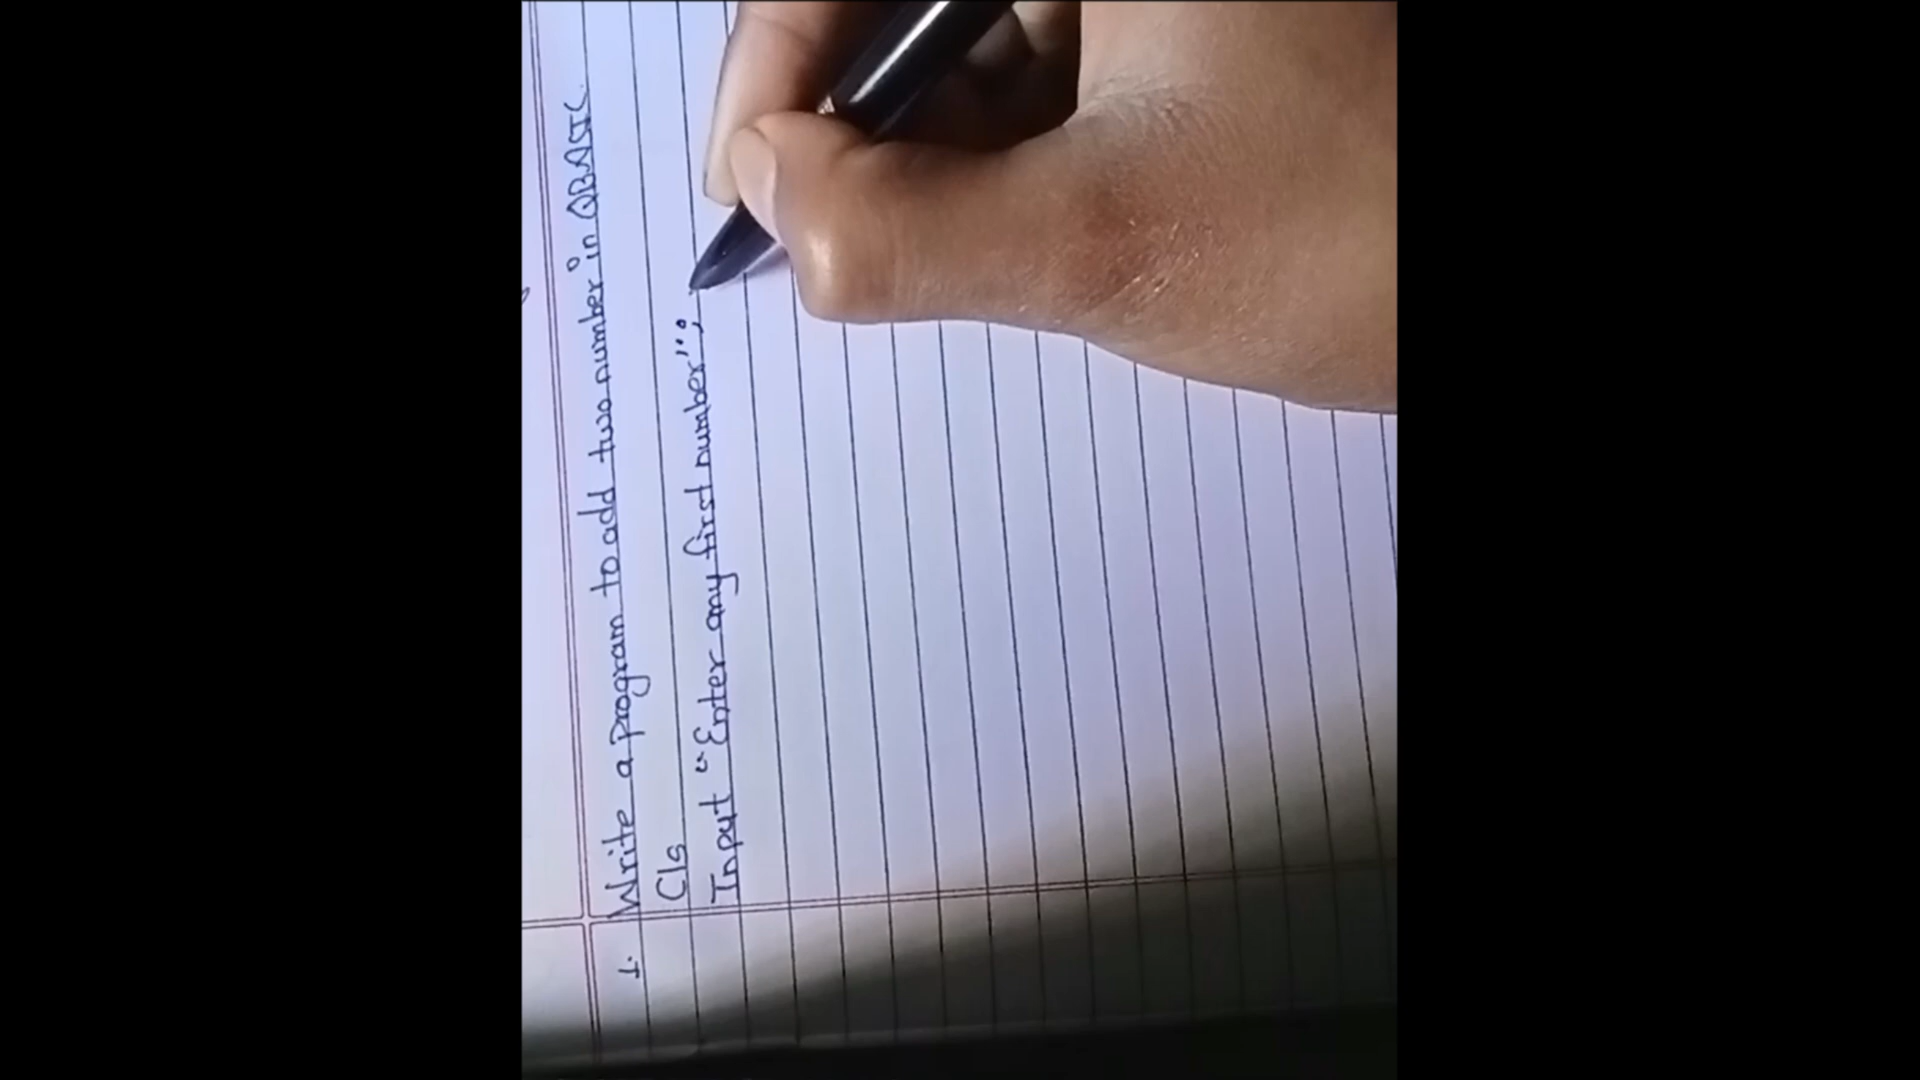 1. Write a program to add two number in QBASIC.
Cls
Input "Enter any first number";